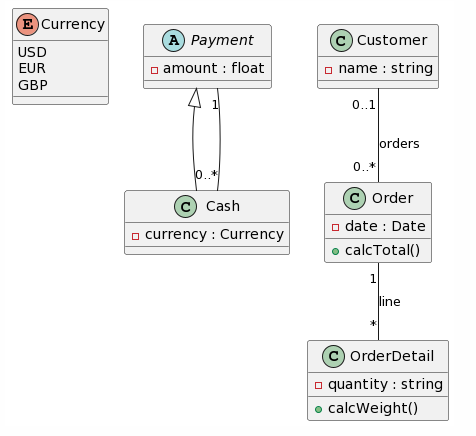 E Currency
USD
EUR
GBP
A Payment
amount : float
C Customer
name : string
1
0..*
0..1
orders
0..*
C Cash
currency : Currency
C Order
date : Date
calcTotal()
1
line
*
C OrderDetail
quantity : string
calcWeight()